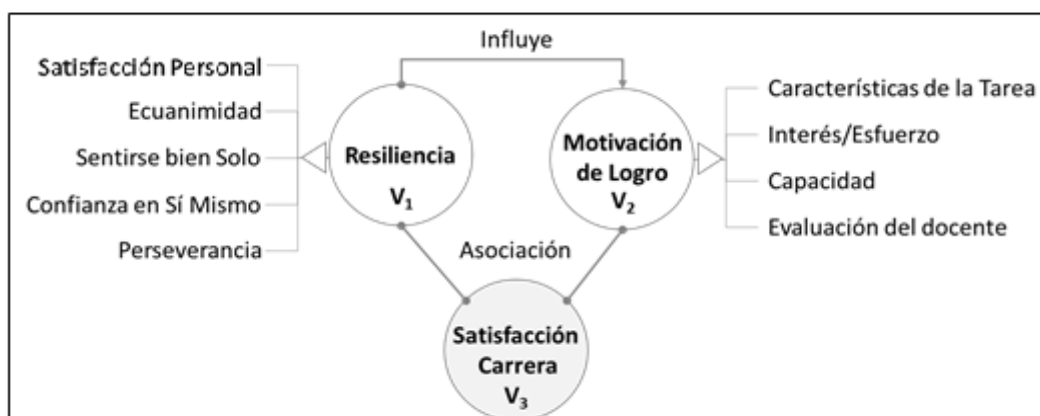 Influye
Satisfacción Personal
Ecuanimidad
Sentirse bien Solo
Confianza en Sí Mismo
Perseverancia
Resiliencia
V₁
Motivación
de Logro
V₂
Características de la Tarea
Interés/Esfuerzo
Capacidad
Evaluación del docente
Asociación
Satisfacción
Carrera
V₃